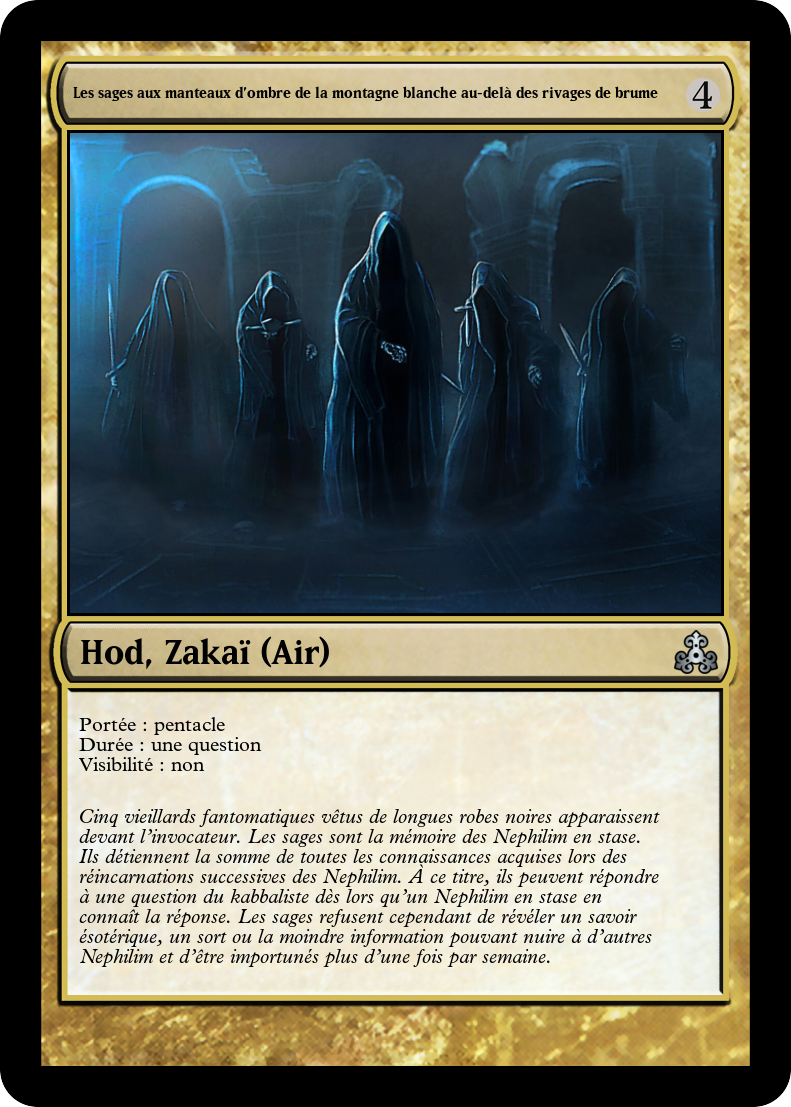 Les sages aux manteaux d'ombre de la montagne blanche au-delà des rivages de brume 4
Hod, Zakaï (Air)
Portée : pentacle
Durée : une question
Visibilité : non
Cinq vieillards fantomatiques vêtus de longues robes noires apparaissent
devant l'invocateur. Les sages sont la mémoire des Nephilim en stase.
Ils détiennent la somme de toutes les connaissances acquises lors des
réincarnations successives des Nephilim. À ce titre, ils peuvent répondre
à une question du kabbaliste dès lors qu'un Nephilim en stase en
connaît la réponse. Les sages refusent cependant de révéler un savoir
ésotérique, un sort ou la moindre information pouvant nuire à d'autres
Nephilim et d'être importunés plus d'une fois par semaine.